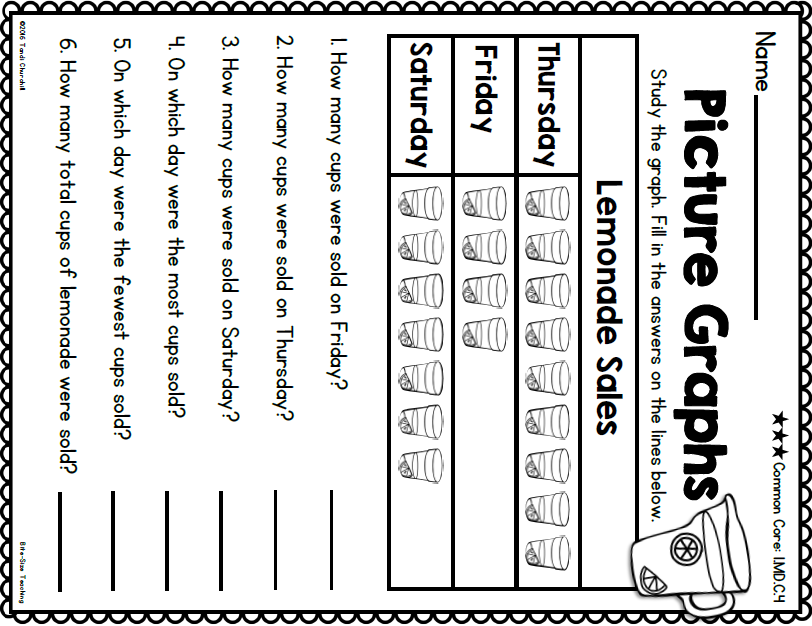 Name
★★★Common Core: 1.MD.C.4
Picture Graphs
Study the graph. Fill in the answers on the lines below.
Lemonade Sales
Thursday
Friday
Saturday
1. How many cups were sold on Friday?
2. How many cups were sold on Thursday?
3. How many cups were sold on Saturday?
4. On which day were the most cups sold?
5. On which day were the fewest cups sold?
6. How many total cups of lemonade were sold?
©2016 Tandi Churchill
Bite-Size Teaching